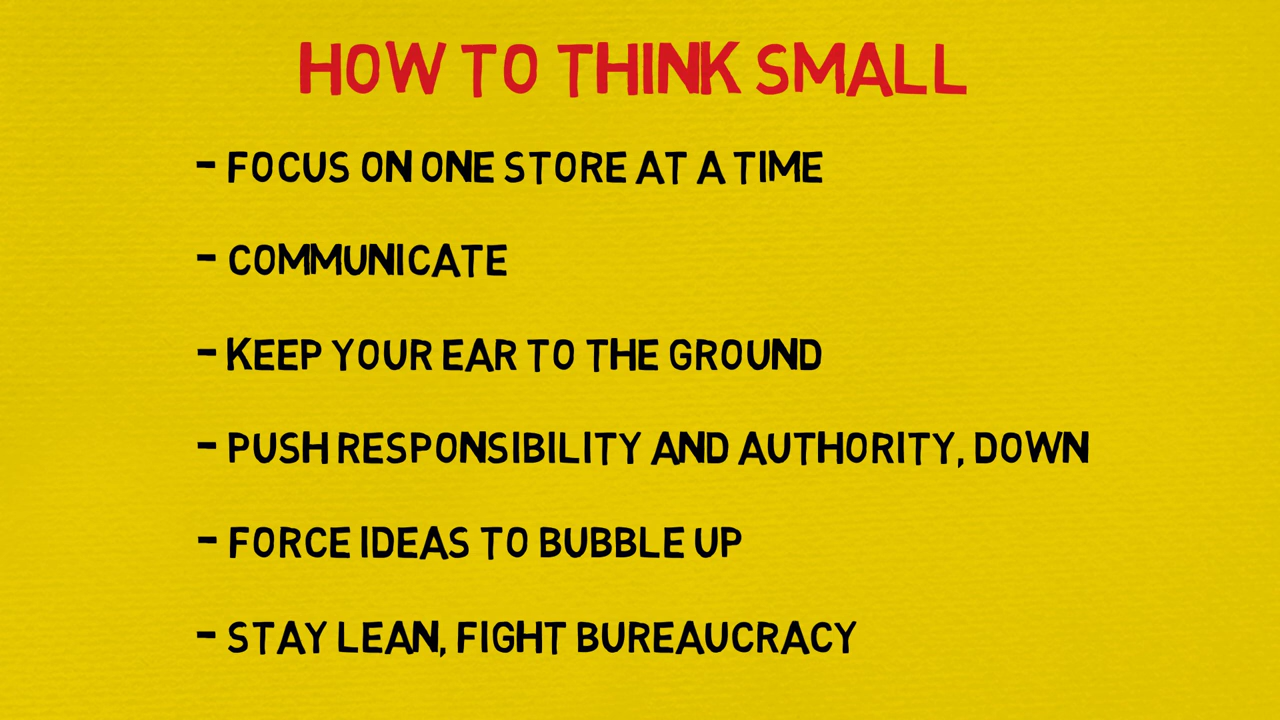 HOW TO THINK SMALL
- FOCUS ON ONE STORE AT A TIME
- COMMUNICATE
- KEEP YOUR EAR TO THE GROUND
- PUSH RESPONSIBILITY AND AUTHORITY, DOWN
- FORCE IDEAS TO BUBBLE UP
- STAY LEAN, FIGHT BUREAUCRACY